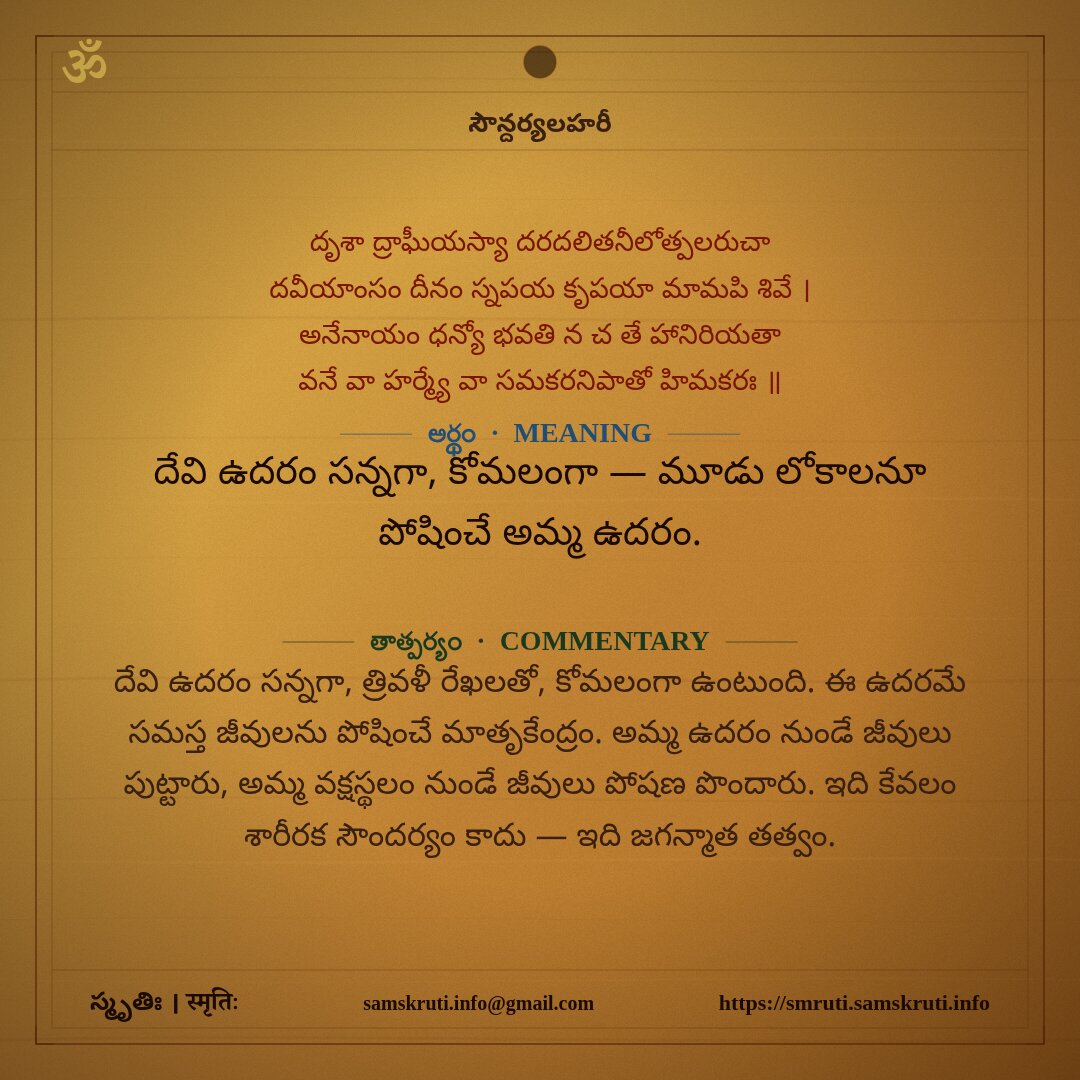 ॐ
సౌన్దర్యలహరీ
దృశా ద్రాఘీయస్యా దరదలితనీలోత్పలరుచా
దవీయాంసం దీనం స్నపయ కృపయా మామపి శివే ।
అనేనాయం ధన్యో భవతి న చ తే హానిరియతా
వనే వా హర్మ్యే వా సమకరనిపాతో హిమకరః ॥
అర్థం · MEANING
దేవి ఉదరం సన్నగా, కోమలంగా — మూడు లోకాలనూ
పోషించే అమ్మ ఉదరం.
తాత్పర్యం · COMMENTARY
దేవి ఉదరం సన్నగా, త్రివళీ రేఖలతో, కోమలంగా ఉంటుంది. ఈ ఉదరమే
సమస్త జీవులను పోషించే మాతృకేంద్రం. అమ్మ ఉదరం నుండే జీవులు
పుట్టారు, అమ్మ వక్షస్థలం నుండే జీవులు పోషణ పొందారు. ఇది కేవలం
శారీరక సౌందర్యం కాదు — ఇది జగన్మాత తత్వం.
స్మృతిః | स्मृतिः samskruti.info@gmail.com https://smruti.samskruti.info